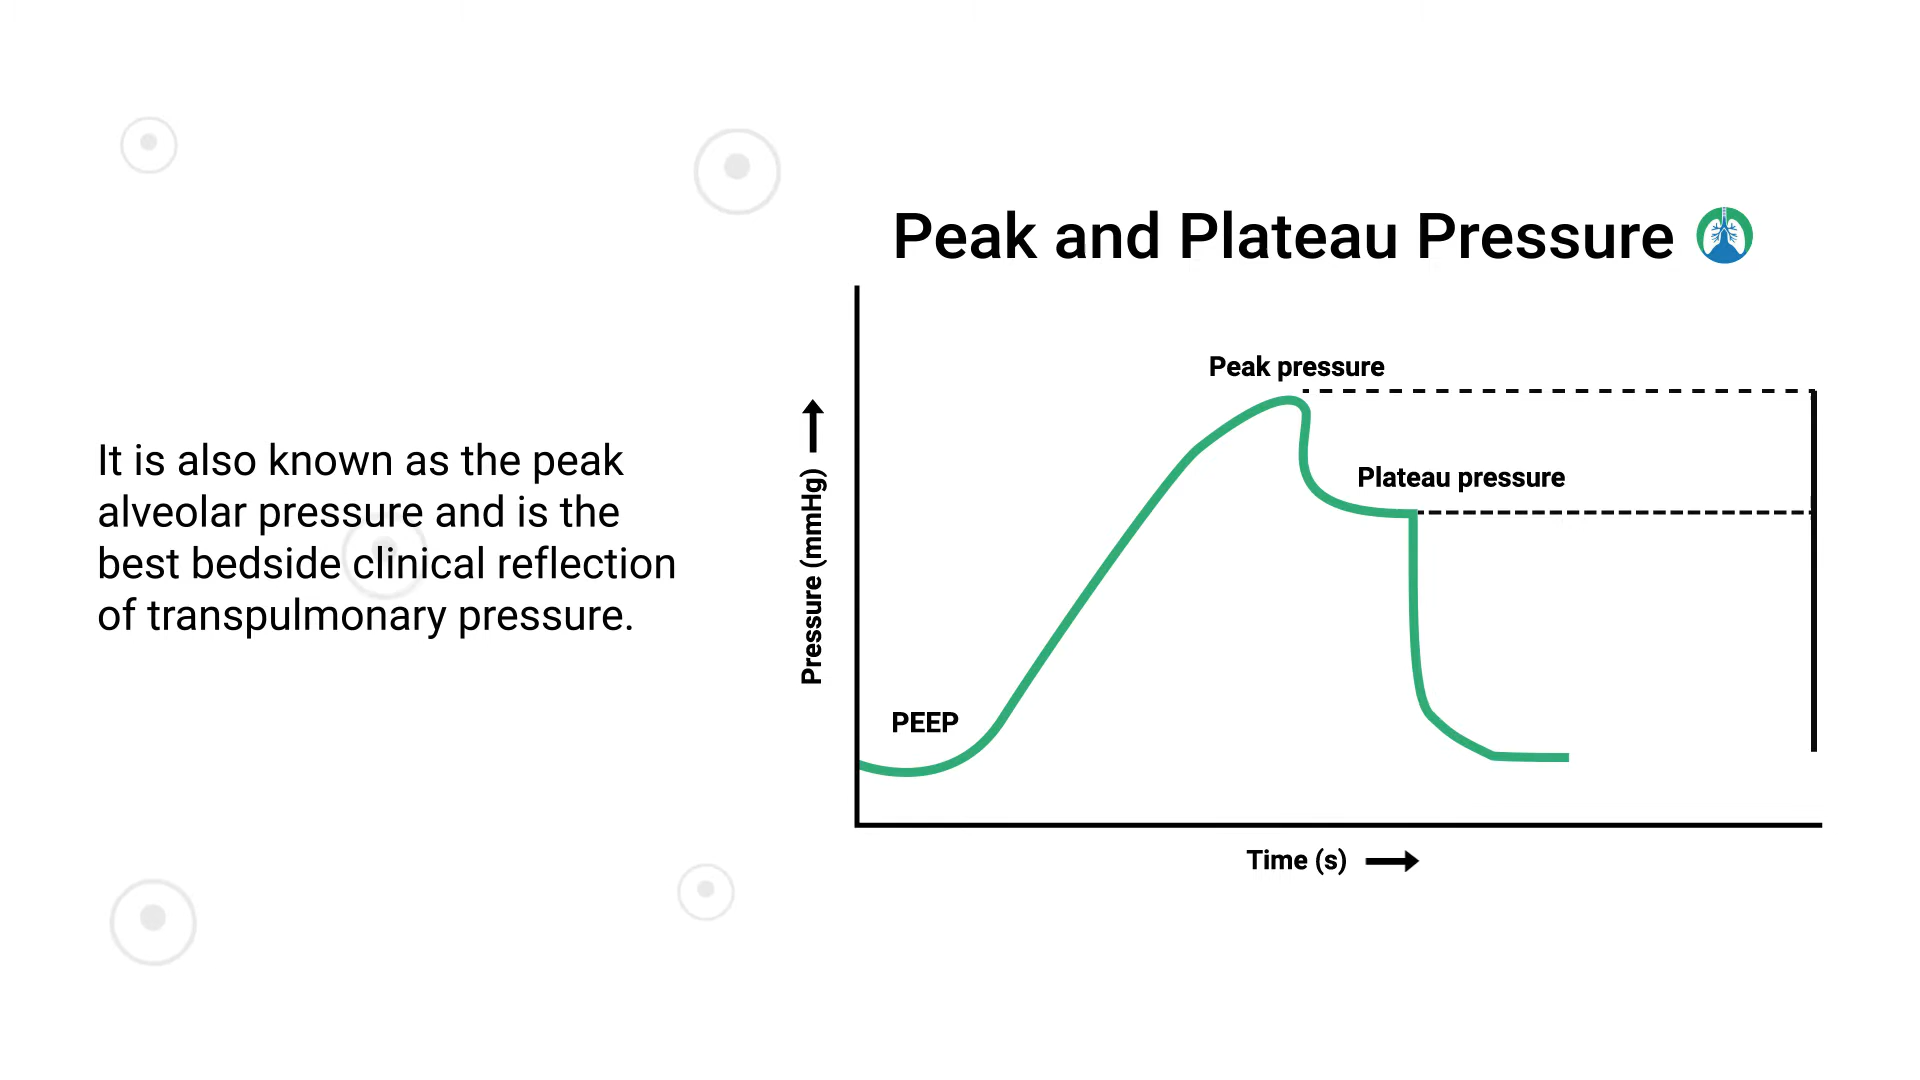 Peak and Plateau Pressure
It is also known as the peak
alveolar pressure and is the
best bedside clinical reflection
of transpulmonary pressure.
Peak pressure
Plateau pressure
Pressure (mmHg)
PEEP
Time (s)